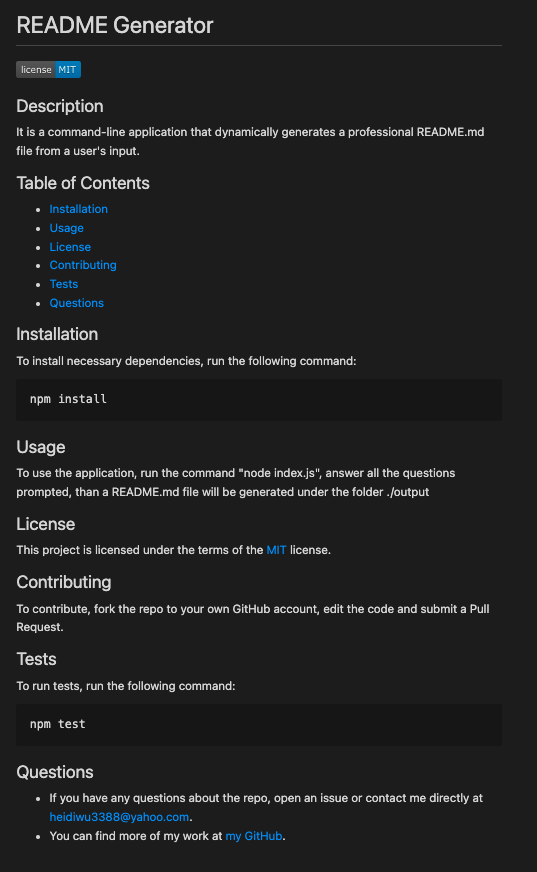 README Generator
license MIT
Description
It is a command-line application that dynamically generates a professional README.md
file from a user's input.
Table of Contents
Installation
Usage
License
Contributing
Tests
Questions
Installation
To install necessary dependencies, run the following command:
npm install
Usage
To use the application, run the command "node index.js", answer all the questions
prompted, than a README.md file will be generated under the folder ./output
License
This project is licensed under the terms of the MIT license.
Contributing
To contribute, fork the repo to your own GitHub account, edit the code and submit a Pull
Request.
Tests
To run tests, run the following command:
npm test
Questions
If you have any questions about the repo, open an issue or contact me directly at
heidiwu3388@yahoo.com.
You can find more of my work at my GitHub.